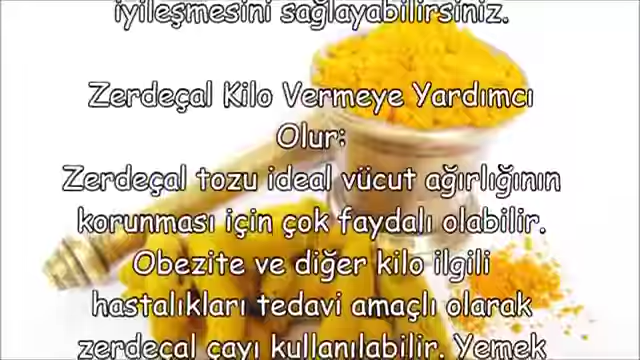 iyileşmesini sağlayabilirsiniz.
Zerdeçal Kilo Vermeye Yardımcı
Olur:
Zerdeçal tozu ideal vücut ağırlığının
korunması için çok faydalı olabilir.
Obezite ve diğer kilo ilgili
hastalıkları tedavi amaçlı olarak
zerdeçal çayı kullanılabilir. Yemek